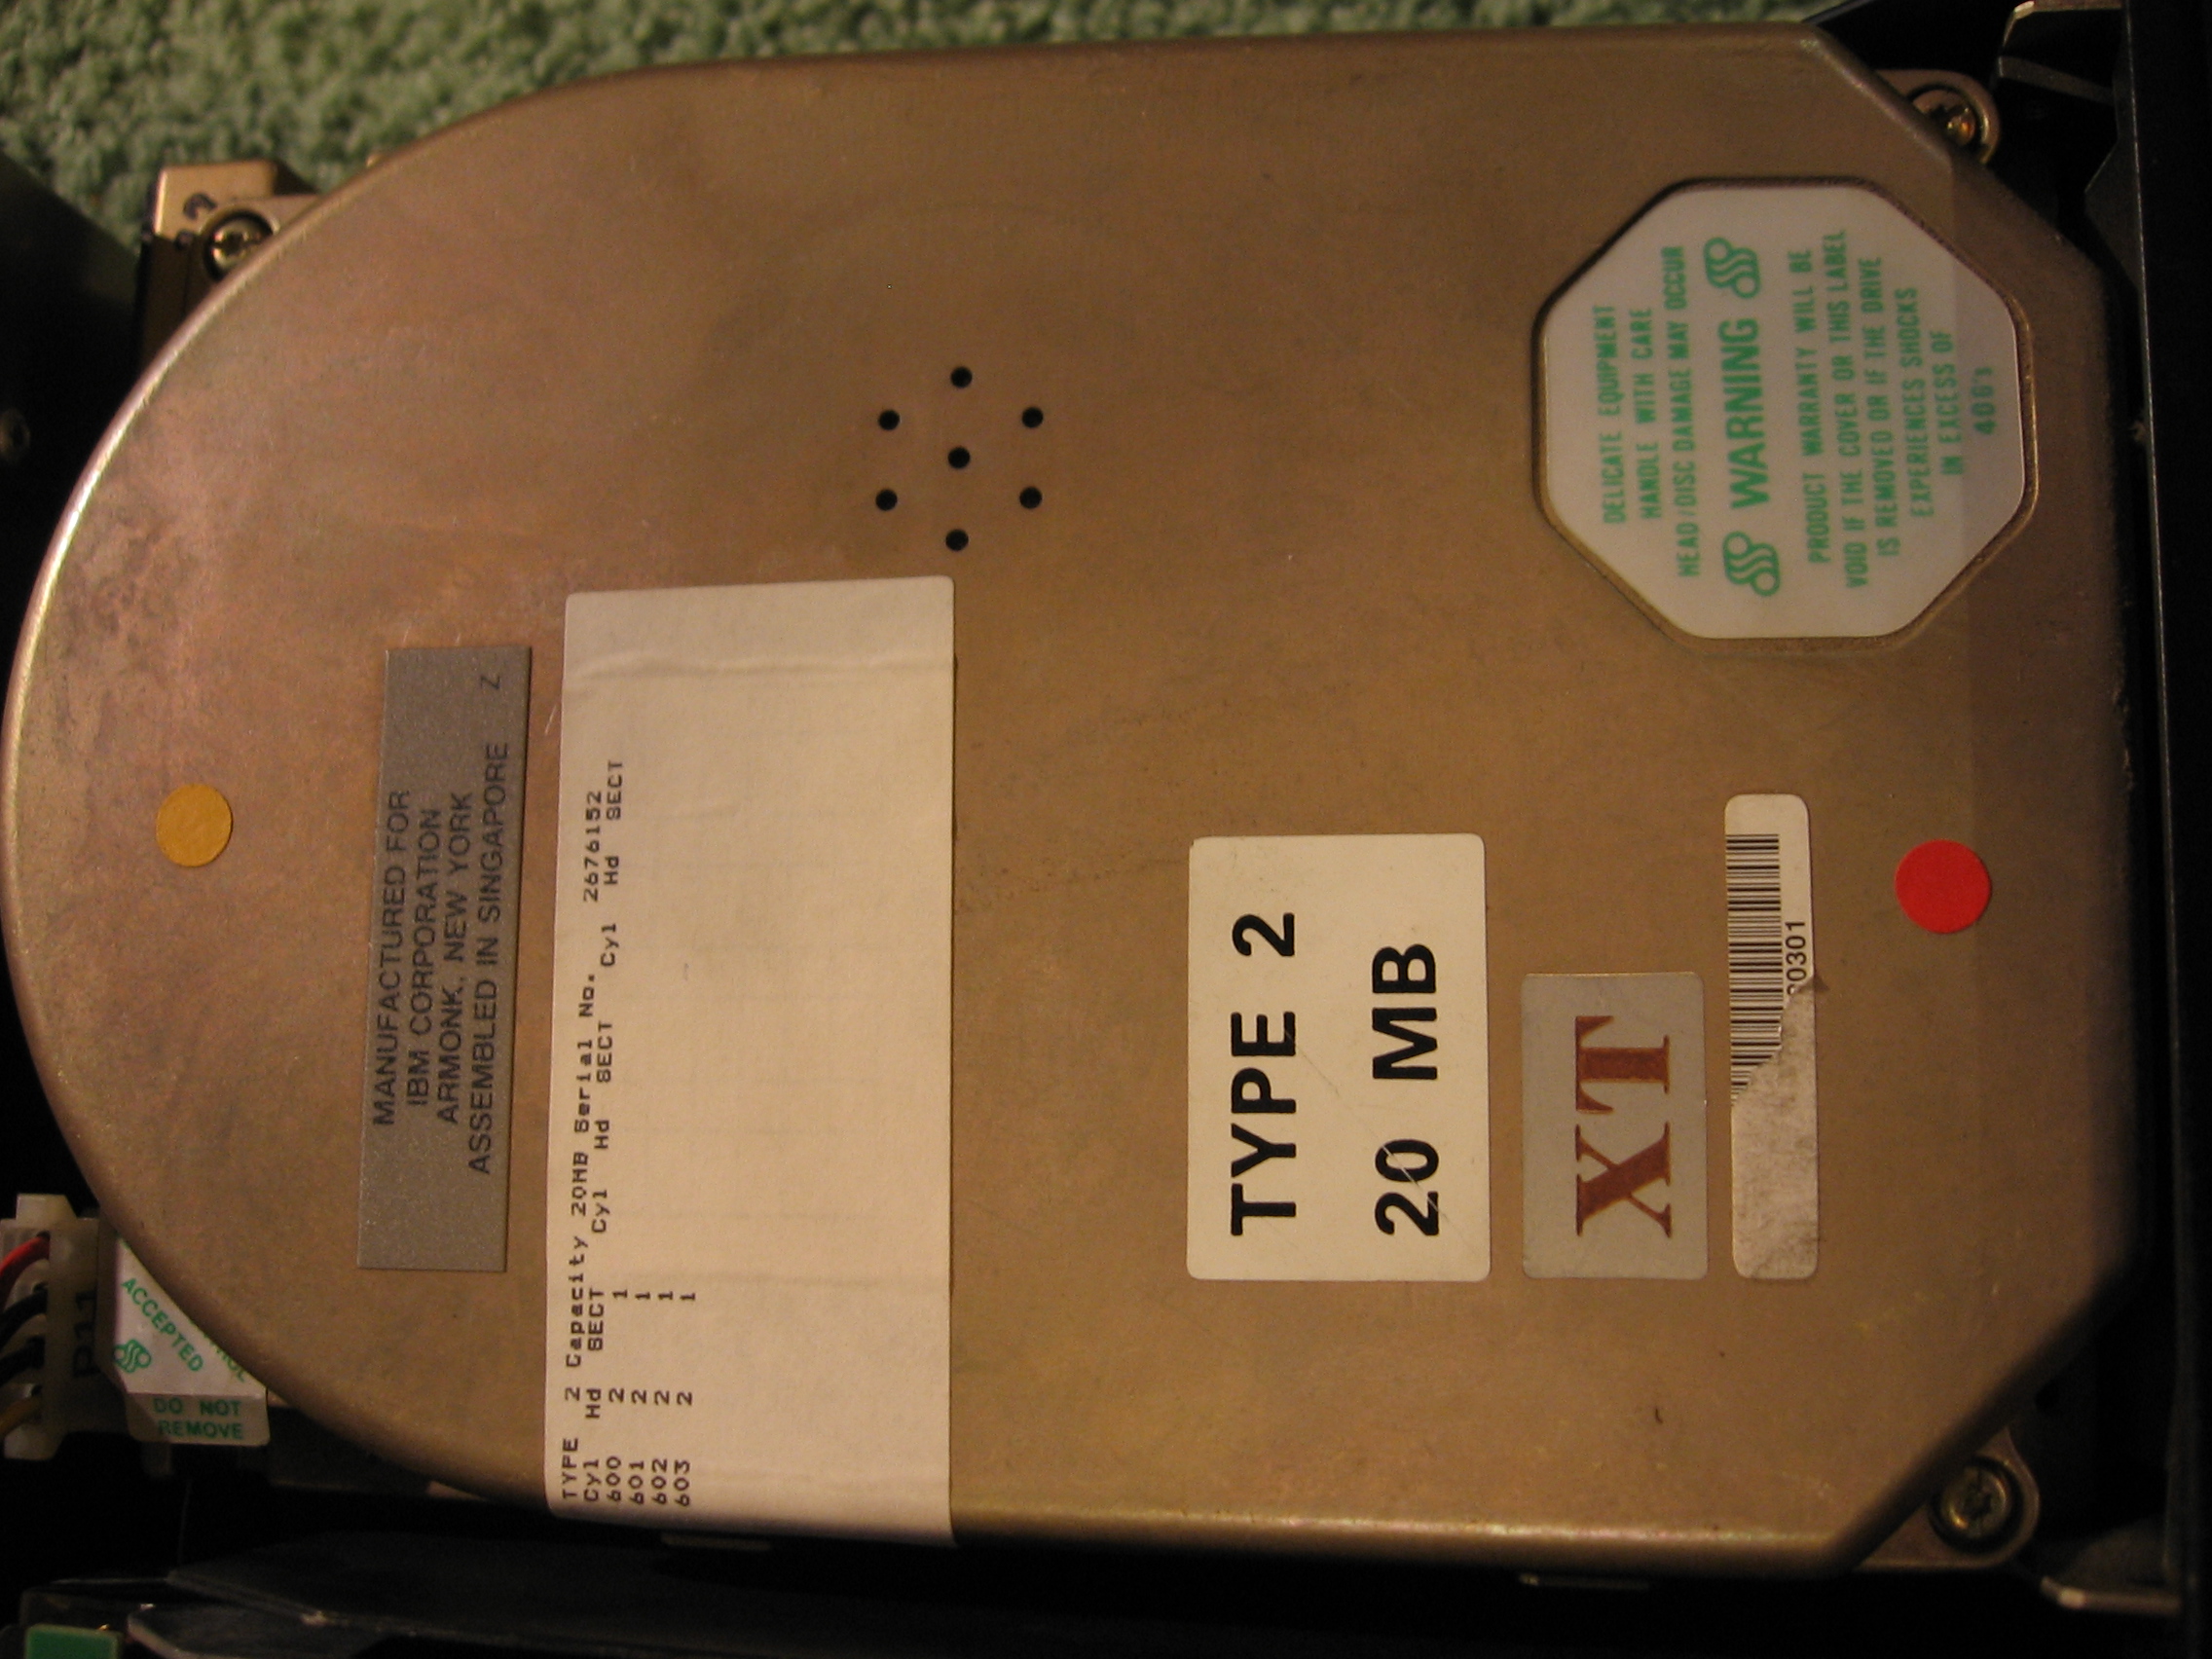 MANUFACTURED FOR
IBM CORPORATION
ARMONK, NEW YORK
ASSEMBLED IN SINGAPORE Z
TYPE 2 Capacity 20MB Serial No. 2676152
Cyl Hd SECT Cyl Hd SECT Cyl Hd SECT
600 2 1
601 2 1
602 2 1
603 2 1
TYPE 2
20 MB
XT
0301
DELICATE EQUIPMENT
HANDLE WITH CARE
HEAD/DISC DAMAGE MAY OCCUR
WARNING
PRODUCT WARRANTY WILL BE
VOID IF THE COVER OR THIS LABEL
IS REMOVED OR IF THE DRIVE
EXPERIENCES SHOCKS
IN EXCESS OF
40G's
P11
ACCEPTED
DO NOT
REMOVE